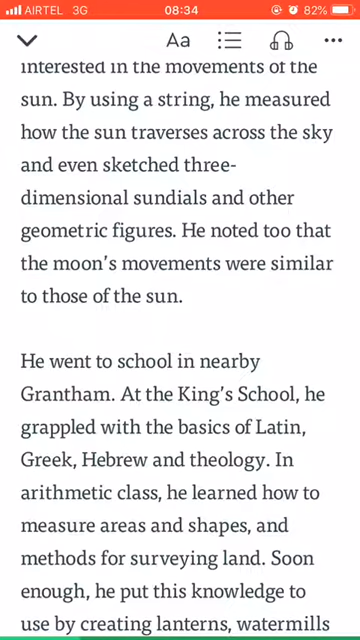 AIRTEL 3G 08:34 82%
Aa
interested in the movements of the
sun. By using a string, he measured
how the sun traverses across the sky
and even sketched three-
dimensional sundials and other
geometric figures. He noted too that
the moon’s movements were similar
to those of the sun.
He went to school in nearby
Grantham. At the King’s School, he
grappled with the basics of Latin,
Greek, Hebrew and theology. In
arithmetic class, he learned how to
measure areas and shapes, and
methods for surveying land. Soon
enough, he put this knowledge to
use by creating lanterns, watermills